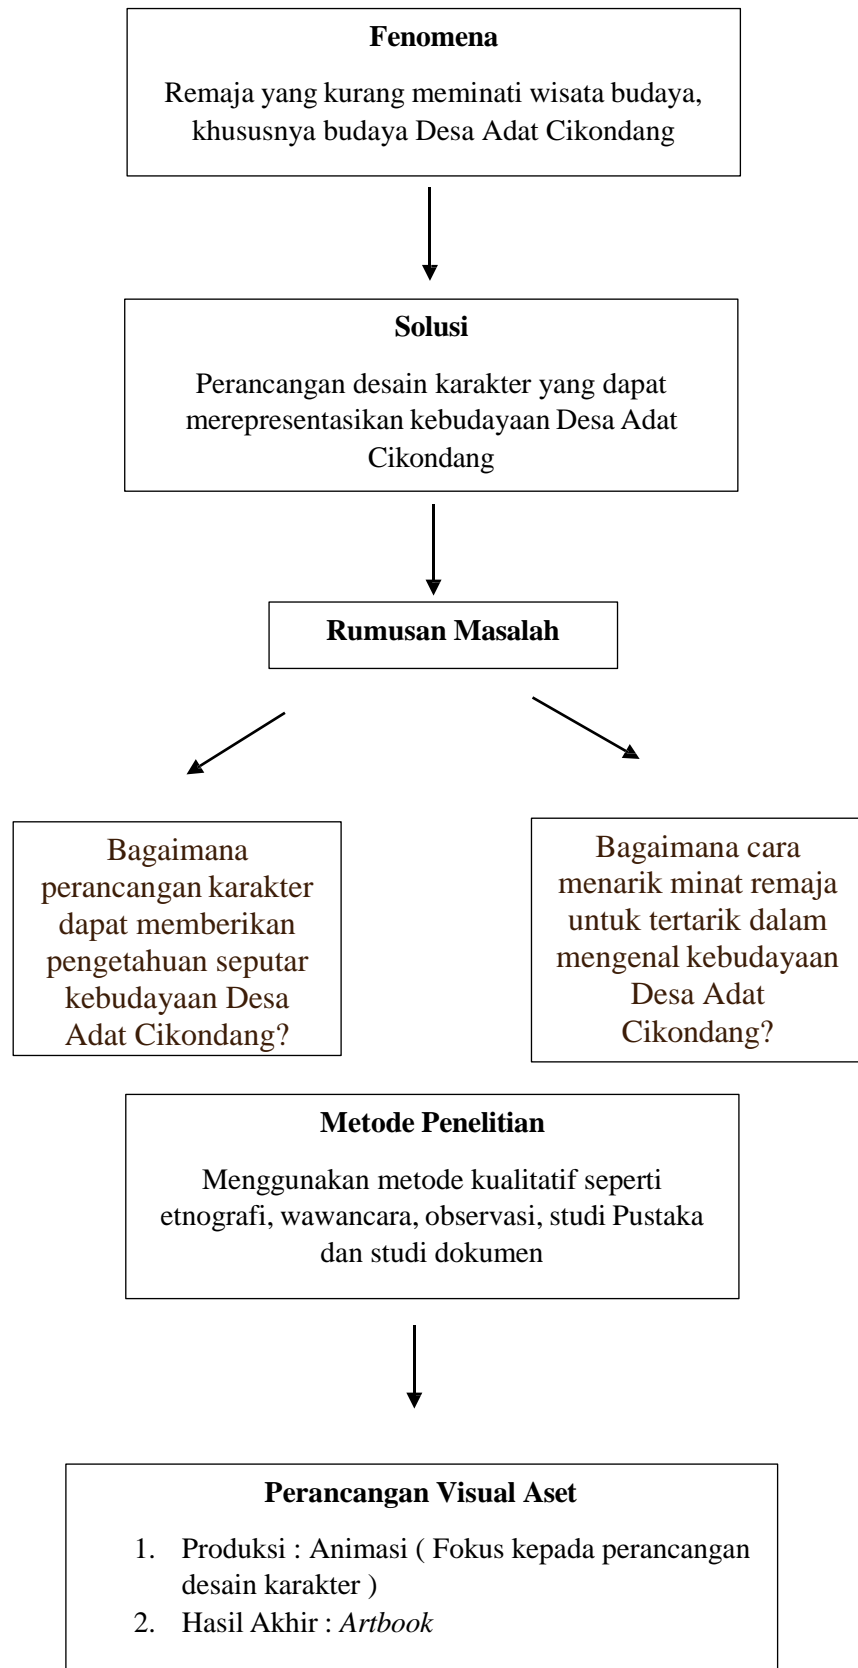 Fenomena
Remaja yang kurang meminati wisata budaya,
khususnya budaya Desa Adat Cikondang
Solusi
Perancangan desain karakter yang dapat
merepresentasikan kebudayaan Desa Adat
Cikondang
Rumusan Masalah
Bagaimana
perancangan karakter
dapat memberikan
pengetahuan seputar
kebudayaan Desa
Adat Cikondang?
Bagaimana cara
menarik minat remaja
untuk tertarik dalam
mengenal kebudayaan
Desa Adat
Cikondang?
Metode Penelitian
Menggunakan metode kualitatif seperti
etnografi, wawancara, observasi, studi Pustaka
dan studi dokumen
Perancangan Visual Aset
1. Produksi : Animasi ( Fokus kepada perancangan
desain karakter )
2. Hasil Akhir : Artbook